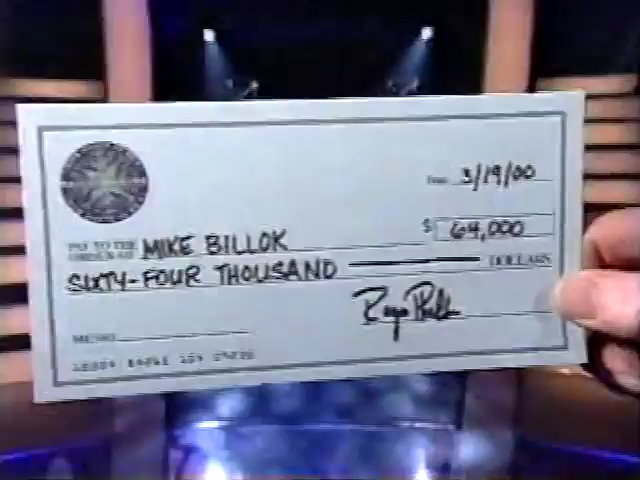 Date 3/19/00
$ 64,000
PAY TO THE
ORDER OF MIKE BILLOK
SIXTY-FOUR THOUSAND DOLLARS
MEMO